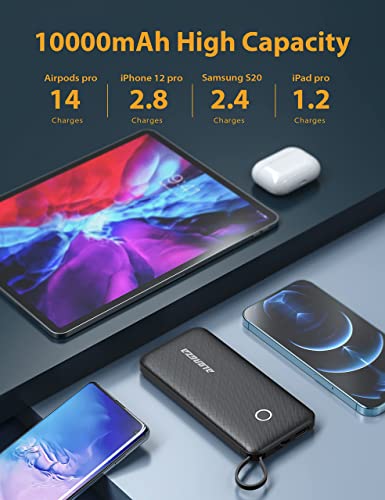 10000mAh High Capacity
Airpods pro
14
Charges
iPhone 12 pro
2.8
Charges
Samsung S20
2.4
Charges
iPad pro
1.2
Charges